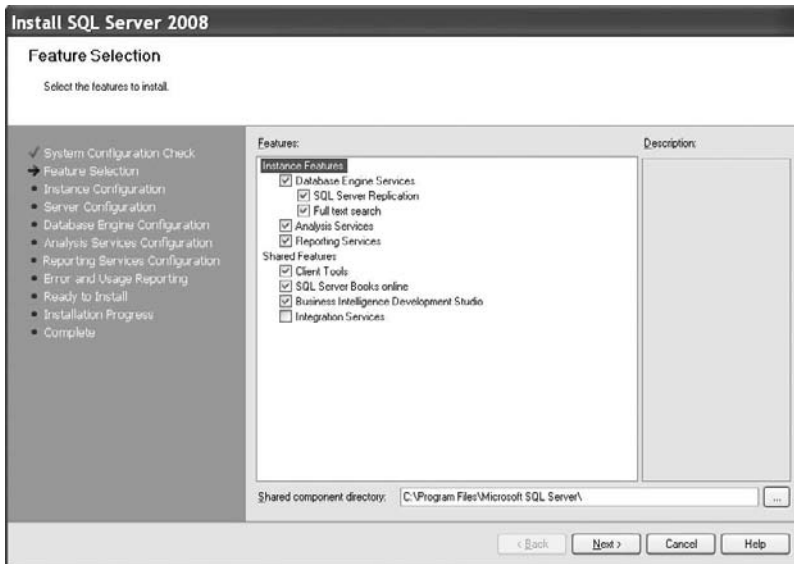 Install SQL Server 2008
Feature Selection
Select the features to install.
System Configuration Check
Feature Selection
Instance Configuration
Server Configuration
Database Engine Configuration
Analysis Services Configuration
Reporting Services Configuration
Error and Usage Reporting
Ready to Install
Installation Progress
Complete
Features:
Instance Features
Database Engine Services
SQL Server Replication
Full text search
Analysis Services
Reporting Services
Shared Features
Client Tools
SQL Server Books online
Business Intelligence Development Studio
Integration Services
Description:
Shared component directory: C:\Program Files\Microsoft SQL Server\ ...
< Back Next > Cancel Help